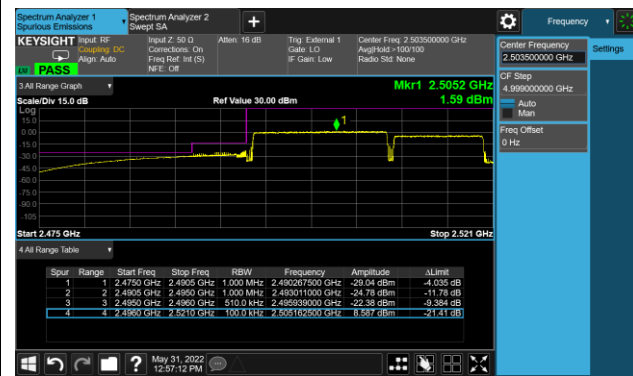 Spectrum Analyzer 1
Spurious Emissions
Spectrum Analyzer 2
Swept SA
Frequency
KEYSIGHT
Input: RF
Coupling: DC
Align: Auto
Input Z: 50 Ω
Corrections: On
Freq Ref: Int (S)
NFE: Off
Atten: 16 dB
Trig: External 1
Gate: LO
IF Gain: Low
Center Freq: 2.503500000 GHz
Avg|Hold:>100/100
Radio Std: None
PASS
3 All Range Graph
Mkr1 2.5052 GHz
1.59 dBm
Scale/Div 15.0 dB
Ref Value 30.00 dBm
Log
15.0
0.00
-15.0
-30.0
-45.0
-60.0
-75.0
-90.0
-105
1
Start 2.475 GHz
Stop 2.521 GHz
4 All Range Table
Spur Range Start Freq Stop Freq RBW Frequency Amplitude ΔLimit
1 1 2.4750 GHz 2.4905 GHz 1.000 MHz 2.490267500 GHz -29.04 dBm -4.035 dB
2 2 2.4905 GHz 2.4950 GHz 1.000 MHz 2.493011000 GHz -24.78 dBm -11.78 dB
3 3 2.4950 GHz 2.4960 GHz 510.0 kHz 2.495939000 GHz -22.38 dBm -9.384 dB
4 4 2.4960 GHz 2.5210 GHz 100.0 kHz 2.505162500 GHz 8.587 dBm -21.41 dB
Center Frequency
2.503500000 GHz
Settings
CF Step
4.999000000 GHz
Auto
Man
Freq Offset
0 Hz
?
May 31, 2022
12:57:12 PM